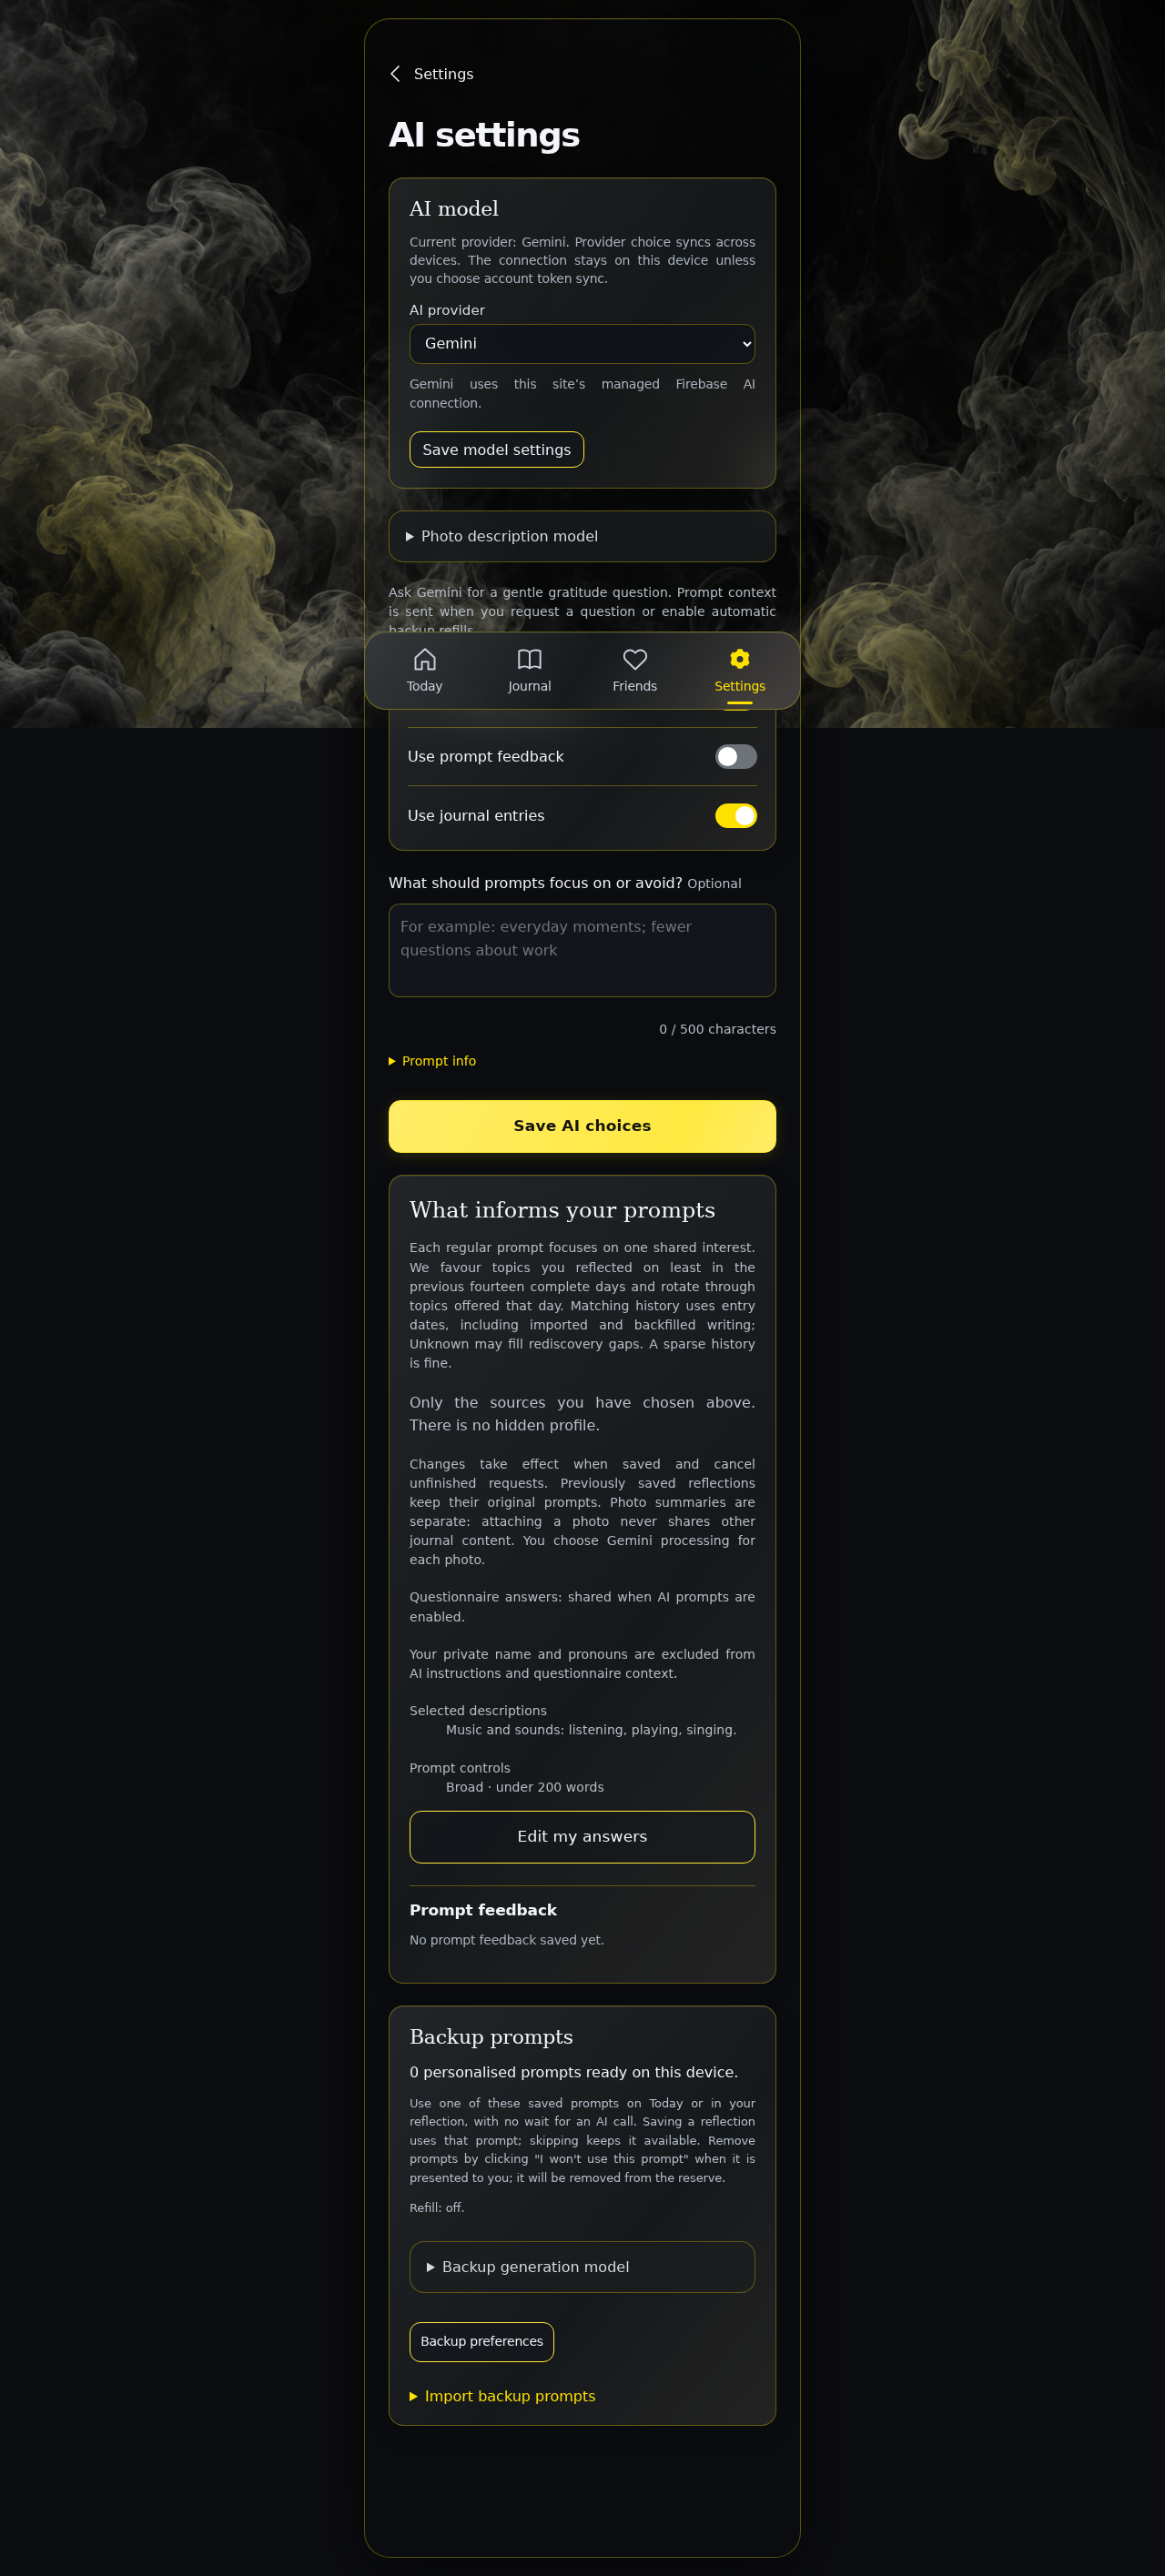 Settings
AI settings
AI model
Current provider: Gemini. Provider choice syncs across
devices. The connection stays on this device unless
you choose account token sync.
AI provider
Gemini
Gemini uses this site’s managed Firebase AI
connection.
Save model settings
Photo description model
Ask Gemini for a gentle gratitude question. Prompt context
is sent when you request a question or enable automatic
backup refills.
Today
Journal
Friends
Settings
Use prompt feedback
Use journal entries
What should prompts focus on or avoid? Optional
For example: everyday moments; fewer
questions about work
0 / 500 characters
Prompt info
Save AI choices
What informs your prompts
Each regular prompt focuses on one shared interest.
We favour topics you reflected on least in the
previous fourteen complete days and rotate through
topics offered that day. Matching history uses entry
dates, including imported and backfilled writing;
Unknown may fill rediscovery gaps. A sparse history
is fine.
Only the sources you have chosen above.
There is no hidden profile.
Changes take effect when saved and cancel
unfinished requests. Previously saved reflections
keep their original prompts. Photo summaries are
separate: attaching a photo never shares other
journal content. You choose Gemini processing for
each photo.
Questionnaire answers: shared when AI prompts are
enabled.
Your private name and pronouns are excluded from
AI instructions and questionnaire context.
Selected descriptions
Music and sounds: listening, playing, singing.
Prompt controls
Broad · under 200 words
Edit my answers
Prompt feedback
No prompt feedback saved yet.
Backup prompts
0 personalised prompts ready on this device.
Use one of these saved prompts on Today or in your
reflection, with no wait for an AI call. Saving a reflection
uses that prompt; skipping keeps it available. Remove
prompts by clicking "I won't use this prompt" when it is
presented to you; it will be removed from the reserve.
Refill: off.
Backup generation model
Backup preferences
Import backup prompts